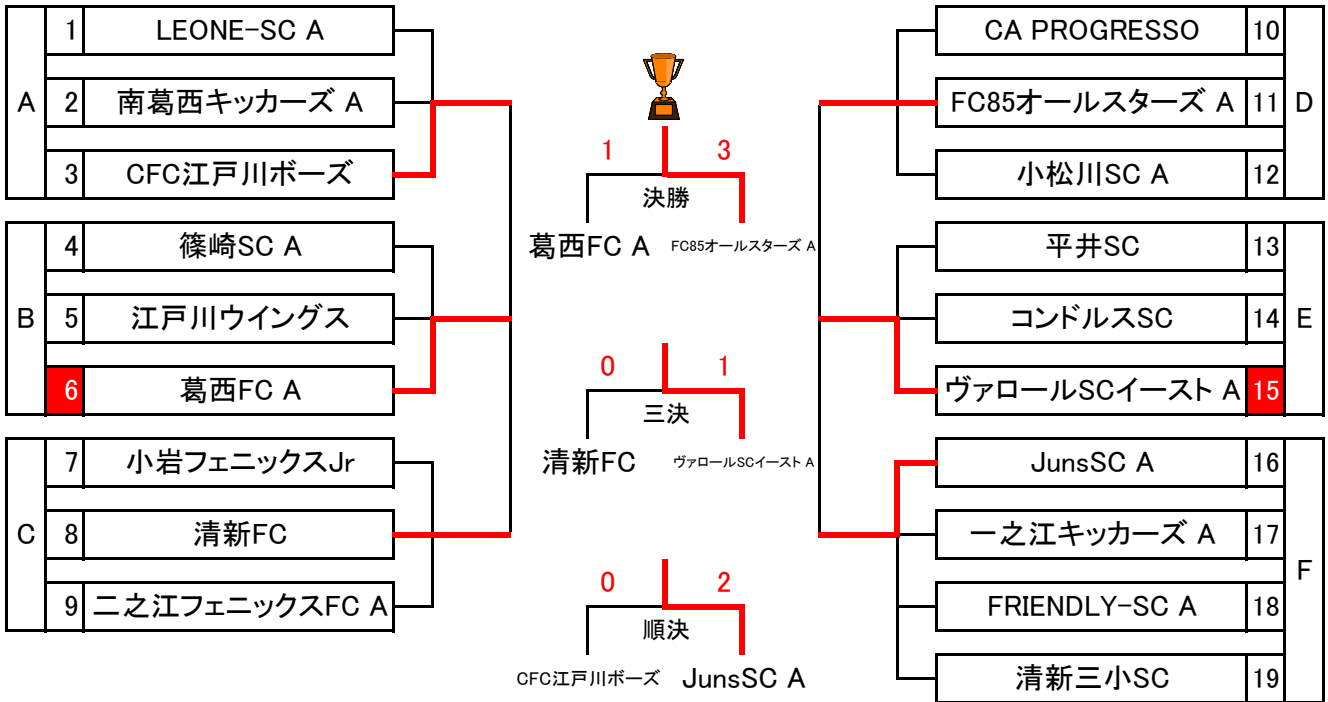 A
1 LEONE-SC A
2 南葛西キッカーズ A
3 CFC江戸川ボーズ
B
4 篠崎SC A
5 江戸川ウイングス
6 葛西FC A
C
7 小岩フェニックスJr
8 清新FC
9 二之江フェニックスFC A
1 3
決勝
葛西FC A FC85オールスターズ A
0 1
三決
清新FC ヴァロールSCイースト A
0 2
順決
CFC江戸川ボーズ JunsSC A
CA PROGRESSO 10
FC85オールスターズ A 11
小松川SC A 12
D
平井SC 13
コンドルスSC 14
ヴァロールSCイースト A 15
E
JunsSC A 16
一之江キッカーズ A 17
FRIENDLY-SC A 18
清新三小SC 19
F